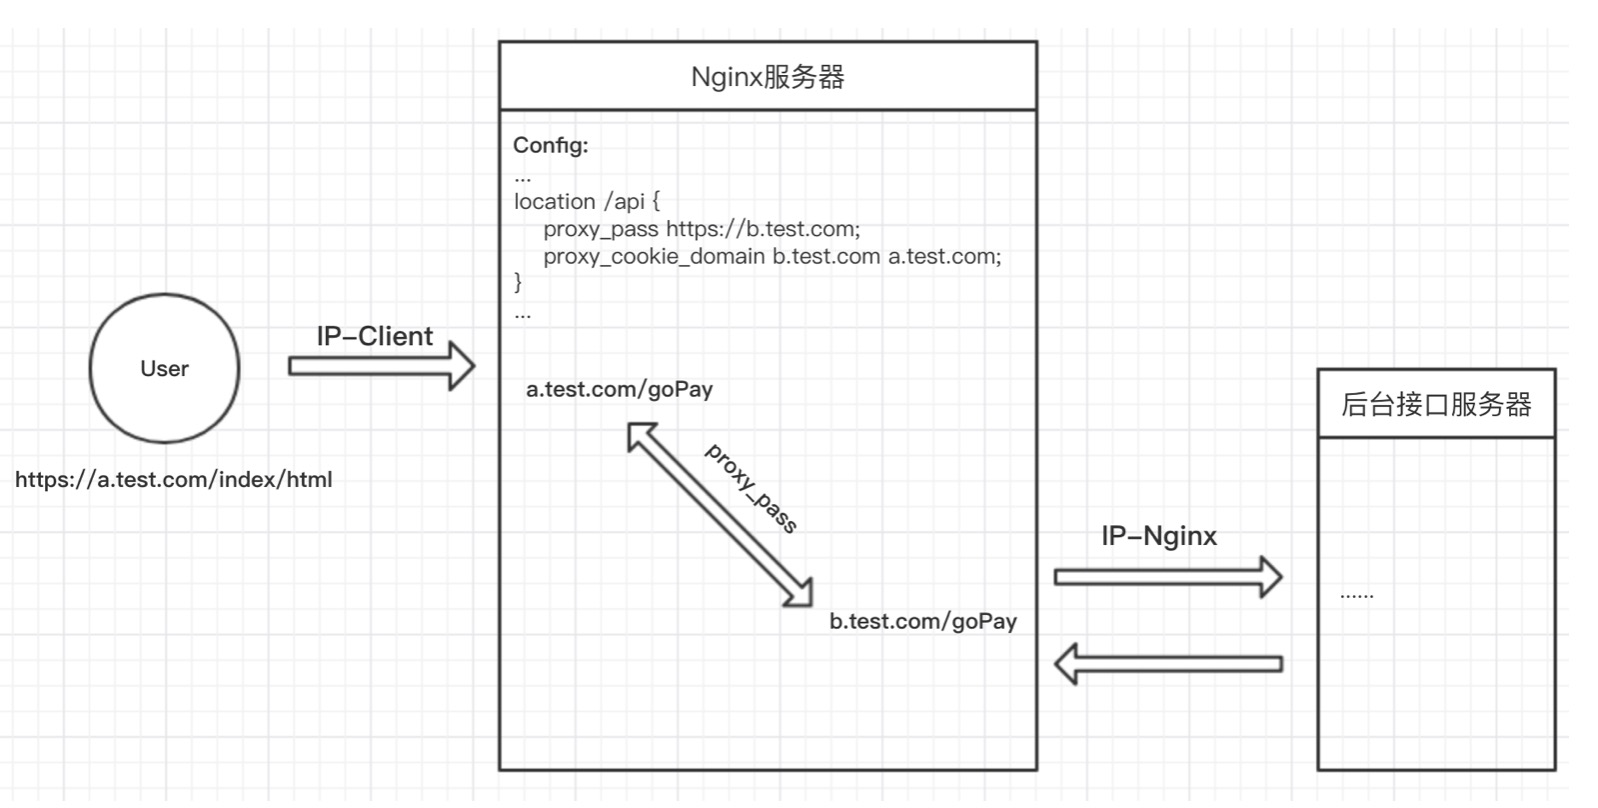 Nginx服务器
Config:
...
location /api {
proxy_pass https://b.test.com;
proxy_cookie_domain b.test.com a.test.com;
}
...
IP-Client
User
https://a.test.com/index/html
a.test.com/goPay
proxy_pass
b.test.com/goPay
IP-Nginx
后台接口服务器
......